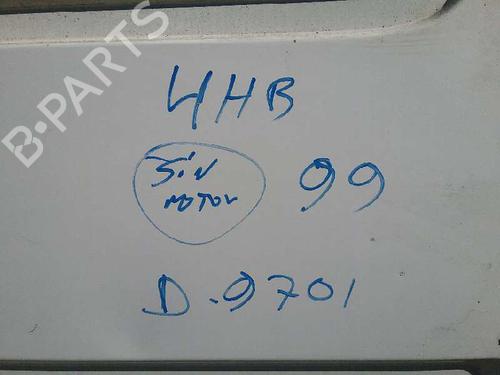 B-PARTS
4HB
Sin
MOTOR
99
D-9701